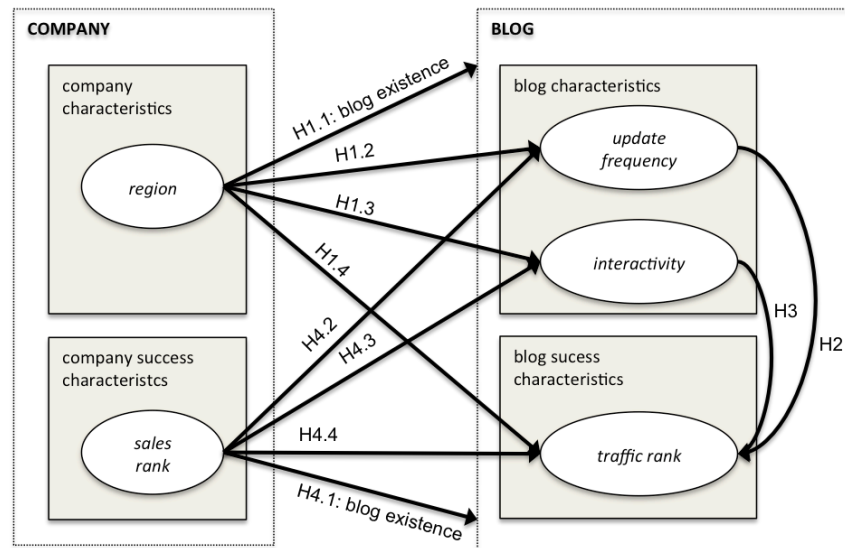 COMPANY
company
characteristics
region
company success
characteristcs
sales
rank
H1.1: blog existence
H1.2
H1.3
H1.4
H4.2
H4.3
H4.4
H4.1: blog existence
BLOG
blog characteristics
update
frequency
interactivity
H3
H2
blog sucess
characteristics
traffic rank